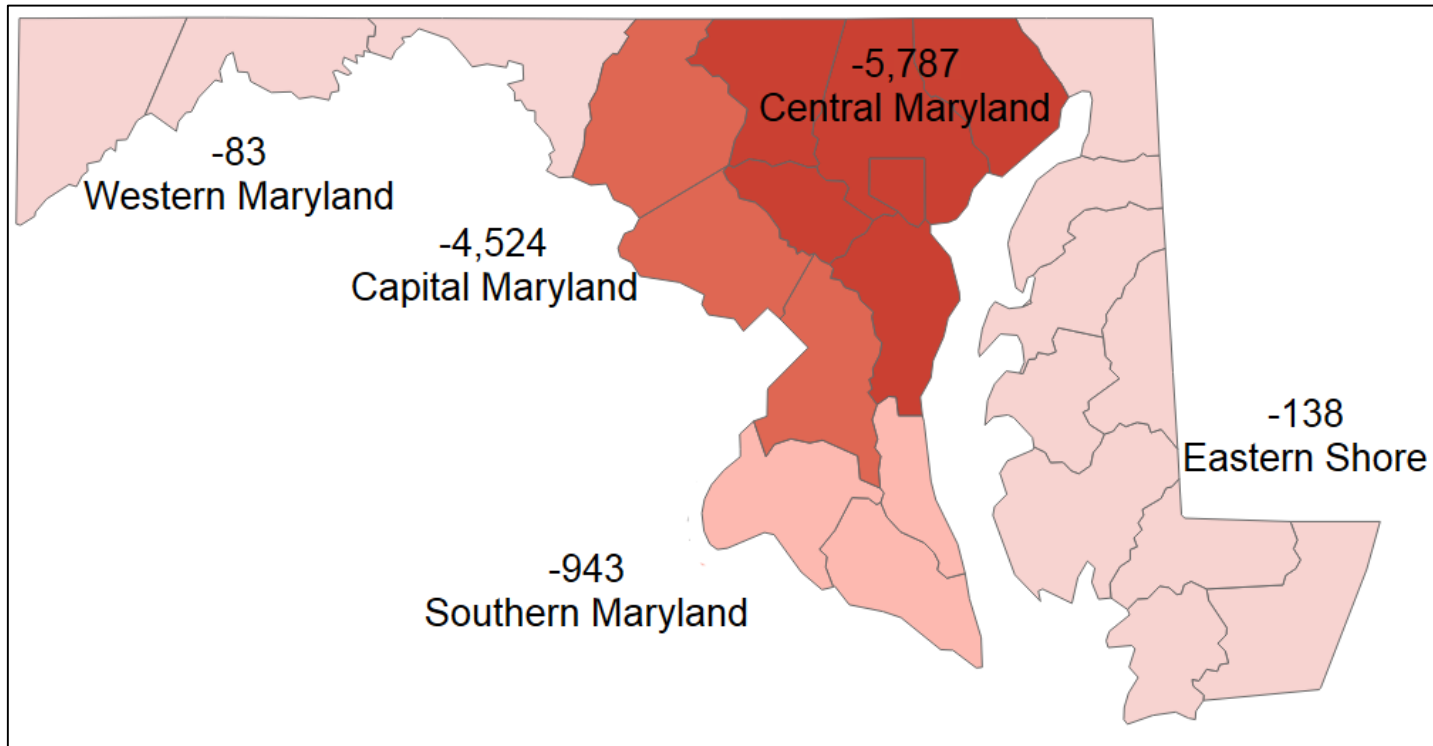 -5,787
Central Maryland
-83
Western Maryland
-4,524
Capital Maryland
-138
Eastern Shore
-943
Southern Maryland